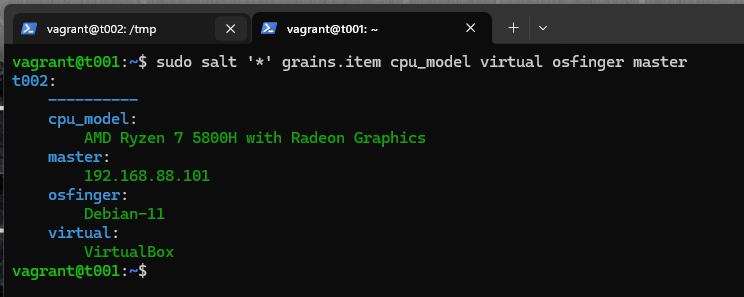 vagrant@t002: /tmp
vagrant@t001: ~
vagrant@t001:~$ sudo salt '*' grains.item cpu_model virtual osfinger master
t002:
    ----------
    cpu_model:
        AMD Ryzen 7 5800H with Radeon Graphics
    master:
        192.168.88.101
    osfinger:
        Debian-11
    virtual:
        VirtualBox
vagrant@t001:~$